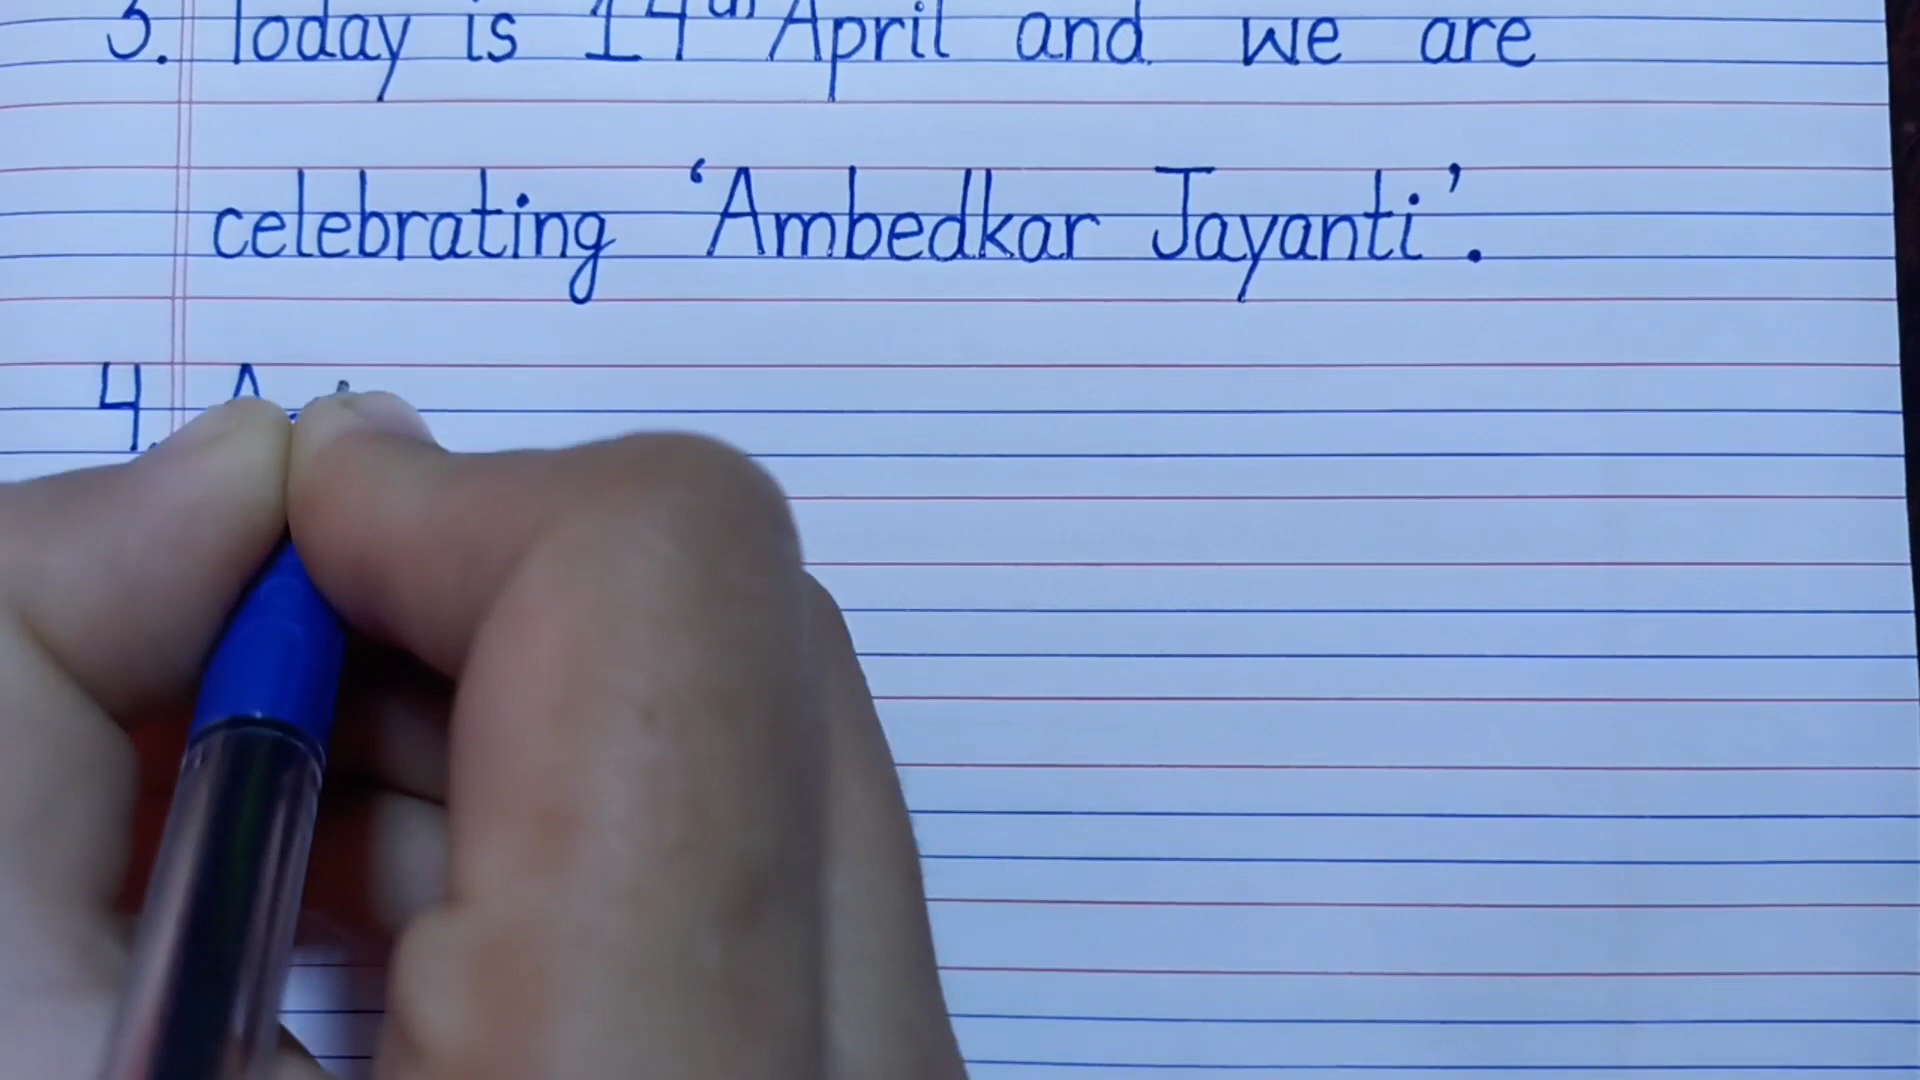 3. Today is 14th April and we are
celebrating ‘Ambedkar Jayanti’.
4.